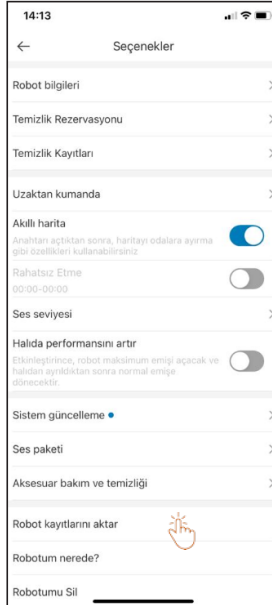 14:13
Seçenekler
Robot bilgileri
Temizlik Rezervasyonu
Temizlik Kayıtları
Uzaktan kumanda
Akıllı harita
Anahtarı açtıktan sonra, haritayı odalara ayırma
gibi özellikleri kullanabilirsiniz
Rahatsız Etme
00:00-00:00
Ses seviyesi
Halıda performansını artır
Etkinleştirince, robot maksimum emişi açacak ve
halıdan ayrıldıktan sonra normal emişe
dönecektir.
Sistem güncelleme
Ses paketi
Aksesuar bakım ve temizliği
Robot kayıtlarını aktar
Robotum nerede?
Robotumu Sil